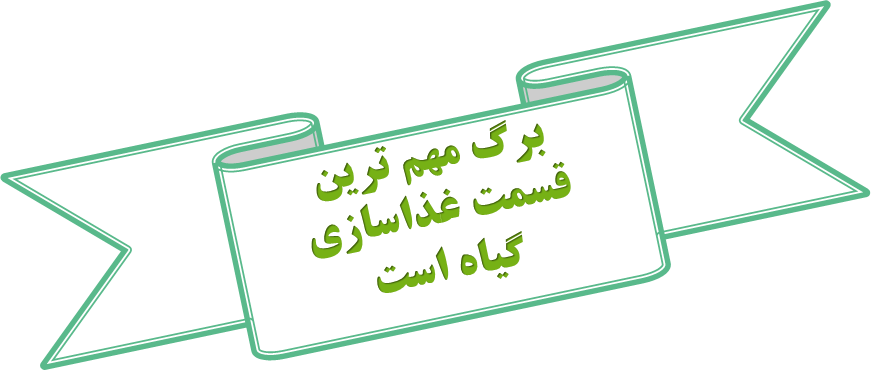 برگ مهم ترین
قسمت غذاسازی
گیاه است